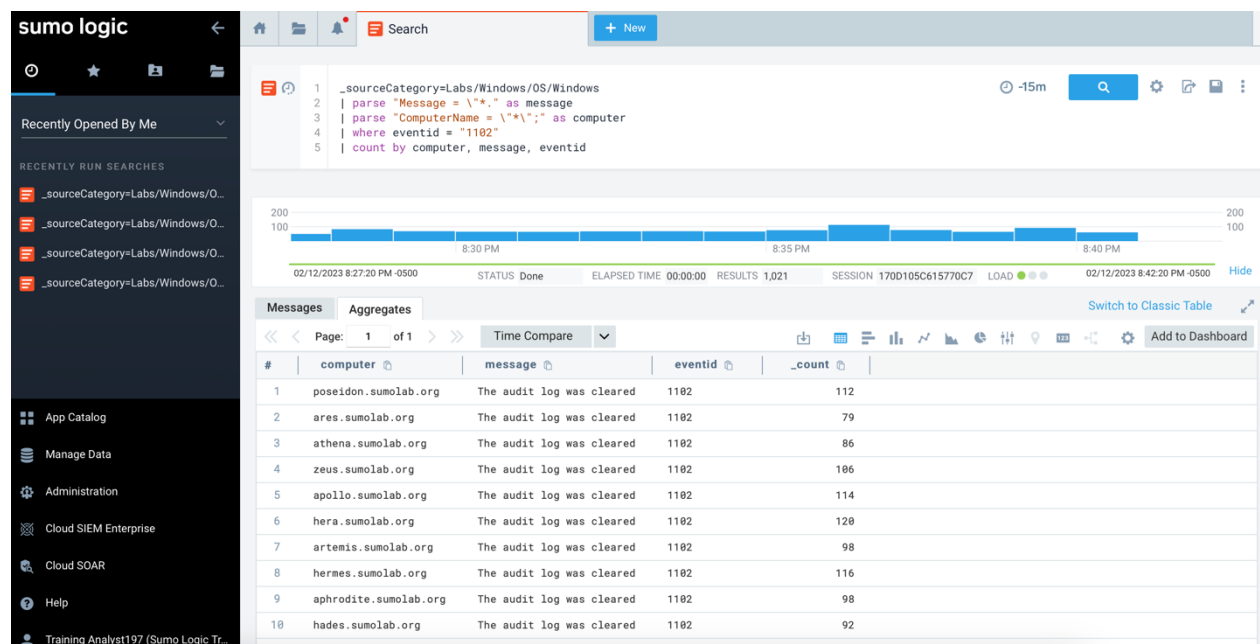 sumo logic
Recently Opened By Me
RECENTLY RUN SEARCHES
_sourceCategory=Labs/Windows/O...
_sourceCategory=Labs/Windows/O...
_sourceCategory=Labs/Windows/O...
_sourceCategory=Labs/Windows/O...
App Catalog
Manage Data
Administration
Cloud SIEM Enterprise
Cloud SOAR
Help
Training Analyst197 (Sumo Logic Tr...
Search
+ New
1 _sourceCategory=Labs/Windows/OS/Windows
2 | parse "Message = \"*." as message
3 | parse "ComputerName = \"*\";" as computer
4 | where eventid = "1102"
5 | count by computer, message, eventid
-15m
200 200
100 100
8:30 PM 8:35 PM 8:40 PM
02/12/2023 8:27:20 PM -0500 STATUS Done ELAPSED TIME 00:00:00 RESULTS 1,021 SESSION 170D105C615770C7 LOAD 02/12/2023 8:42:20 PM -0500 Hide
Messages Aggregates Switch to Classic Table
Page: 1 of 1 Time Compare 123 Add to Dashboard
# computer message eventid _count
1 poseidon.sumolab.org The audit log was cleared 1102 112
2 ares.sumolab.org The audit log was cleared 1102 79
3 athena.sumolab.org The audit log was cleared 1102 86
4 zeus.sumolab.org The audit log was cleared 1102 106
5 apollo.sumolab.org The audit log was cleared 1102 114
6 hera.sumolab.org The audit log was cleared 1102 120
7 artemis.sumolab.org The audit log was cleared 1102 98
8 hermes.sumolab.org The audit log was cleared 1102 116
9 aphrodite.sumolab.org The audit log was cleared 1102 98
10 hades.sumolab.org The audit log was cleared 1102 92